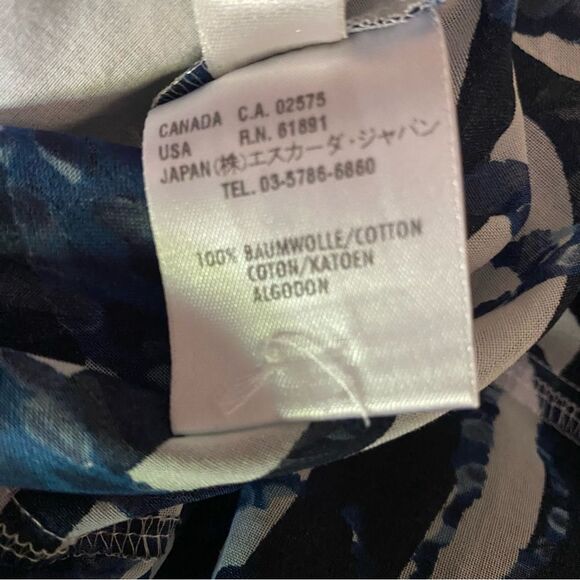 CANADA C.A. 02575
USA R.N. 61891
JAPAN (株)エスカーダ・ジャパン
TEL. 03-5786-6860
100% BAUMWOLLE/COTTON
COTON/KATOEN
ALGODON